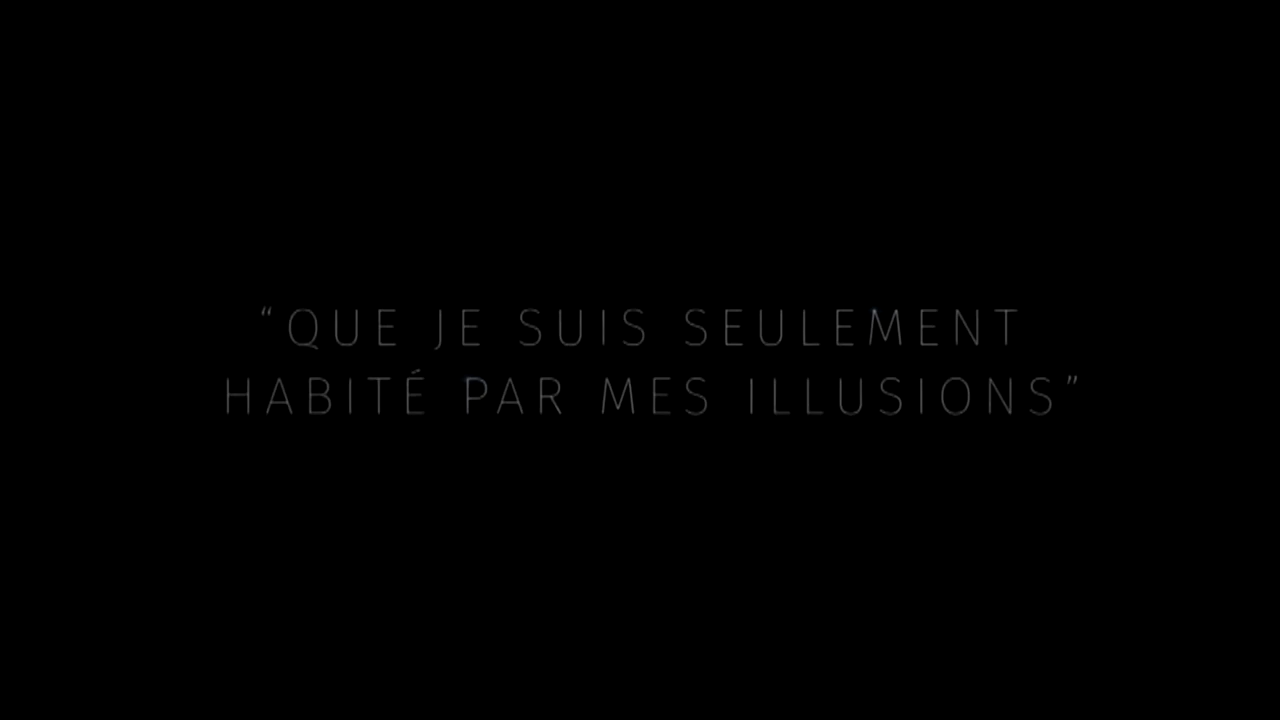 “QUE JE SUIS SEULEMENT
HABITÉ PAR MES ILLUSIONS”